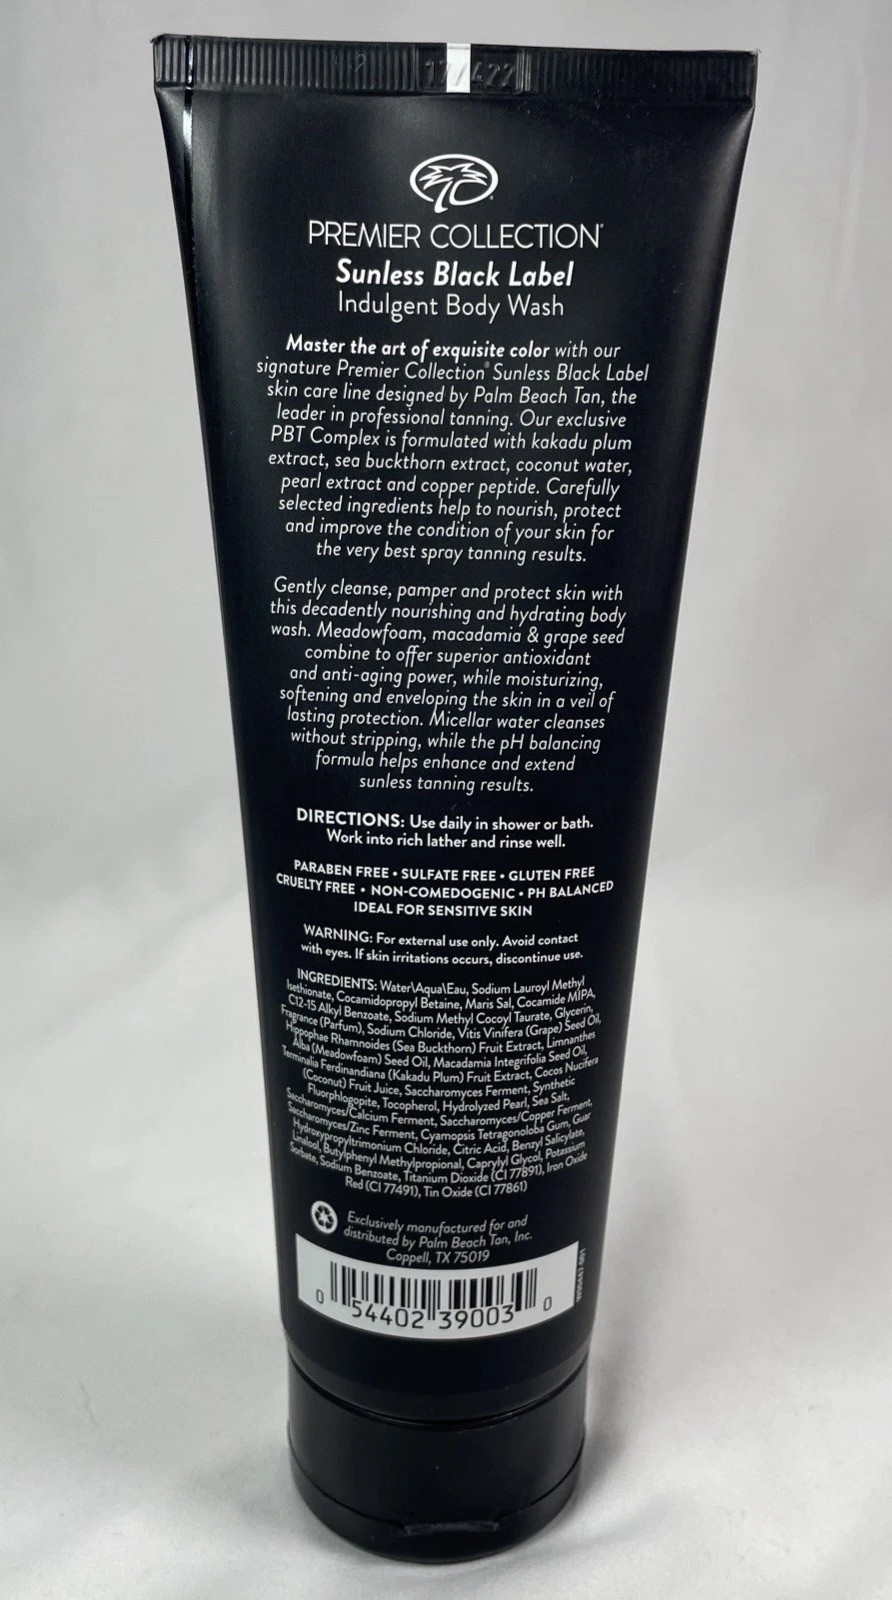 PREMIER COLLECTION®
Sunless Black Label
Indulgent Body Wash
Master the art of exquisite color with our
signature Premier Collection® Sunless Black Label
skin care line designed by Palm Beach Tan, the
leader in professional tanning. Our exclusive
PBT Complex is formulated with kakadu plum
extract, sea buckthorn extract, coconut water,
pearl extract and copper peptide. Carefully
selected ingredients help to nourish, protect
and improve the condition of your skin for
the very best spray tanning results.
Gently cleanse, pamper and protect skin with
this decadently nourishing and hydrating body
wash. Meadowfoam, macadamia & grape seed
combine to offer superior antioxidant
and anti-aging power, while moisturizing,
softening and enveloping the skin in a veil of
lasting protection. Micellar water cleanses
without stripping, while the pH balancing
formula helps enhance and extend
sunless tanning results.
DIRECTIONS: Use daily in shower or bath.
Work into rich lather and rinse well.
PARABEN FREE • SULFATE FREE • GLUTEN FREE
CRUELTY FREE • NON-COMEDOGENIC • PH BALANCED
IDEAL FOR SENSITIVE SKIN
WARNING: For external use only. Avoid contact
with eyes. If skin irritations occurs, discontinue use.
INGREDIENTS: Water\Aqua\Eau, Sodium Lauroyl Methyl
Isethionate, Cocamidopropyl Betaine, Maris Sal, Cocamide MIPA,
C12-15 Alkyl Benzoate, Sodium Methyl Cocoyl Taurate, Glycerin,
Fragrance (Parfum), Sodium Chloride, Vitis Vinifera (Grape) Seed Oil,
Hippophae Rhamnoides (Sea Buckthorn) Fruit Extract, Limnanthes
Alba (Meadowfoam) Seed Oil, Macadamia Integrifolia Seed Oil,
Terminalia Ferdinandiana (Kakadu Plum) Fruit Extract, Cocos Nucifera
(Coconut) Fruit Juice, Saccharomyces Ferment, Synthetic
Fluorphlogopite, Tocopherol, Hydrolyzed Pearl, Sea Salt,
Saccharomyces/Calcium Ferment, Saccharomyces/Copper Ferment,
Saccharomyces/Zinc Ferment, Cyamopsis Tetragonoloba Gum, Guar
Hydroxypropyltrimonium Chloride, Citric Acid, Benzyl Salicylate,
Linalool, Butylphenyl Methylpropional, Caprylyl Glycol, Potassium
Sorbate, Sodium Benzoate, Titanium Dioxide (CI 77891), Iron Oxide
Red (CI 77491), Tin Oxide (CI 77861)
Exclusively manufactured for and
distributed by Palm Beach Tan, Inc.
Coppell, TX 75019
0 54402 39003 0